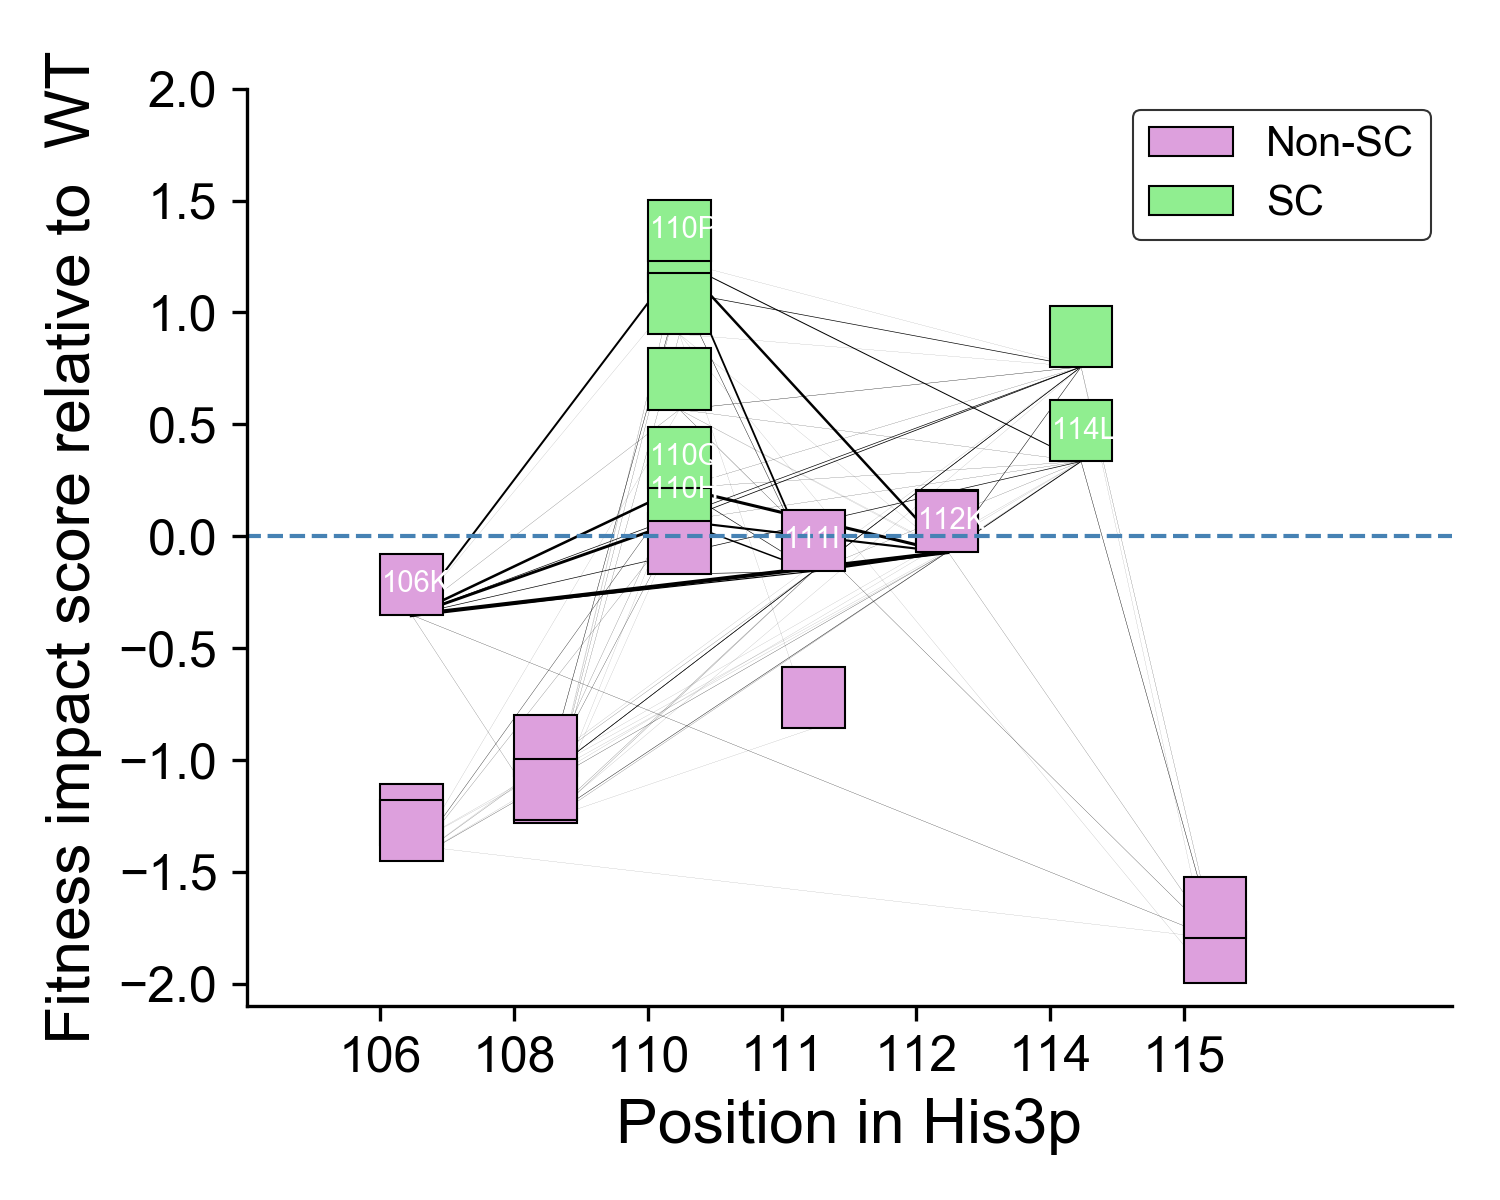 2.0
1.5
1.0
0.5
0.0
−0.5
−1.0
−1.5
−2.0
Fitness impact score relative to WT
Non-SC
SC
110P
114L
110Q
110H
112K
111I
106K
106 108 110 111 112 114 115
Position in His3p